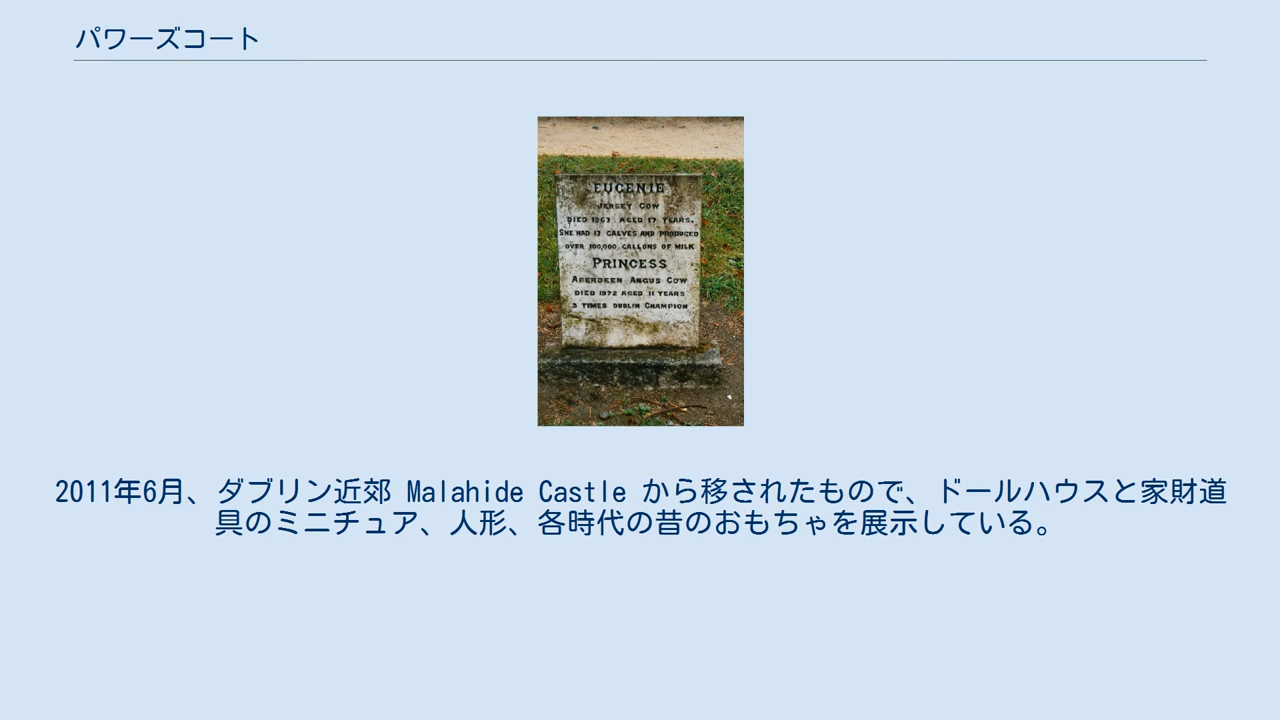 パワーズコート
EUGENIE
JERSEY COW
DIED 1967 AGED 17 YEARS.
SHE HAD 17 CALVES AND PRODUCED
OVER 100,000 GALLONS OF MILK
PRINCESS
ABERDEEN ANGUS COW
DIED 1972 AGED 11 YEARS
3 TIMES DUBLIN CHAMPION
2011年6月、ダブリン近郊 Malahide Castle から移されたもので、ドールハウスと家財道
具のミニチュア、人形、各時代の昔のおもちゃを展示している。